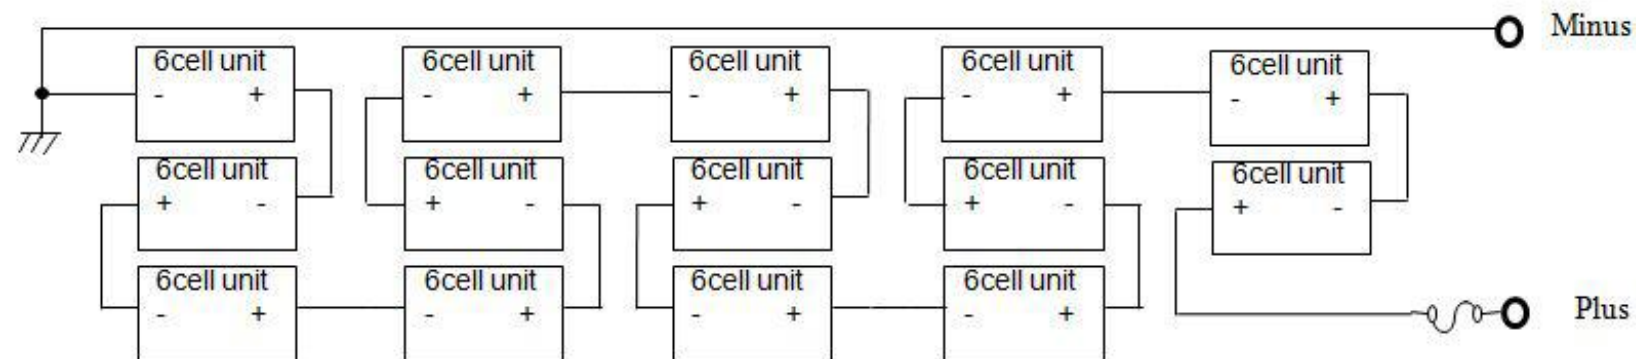 Minus
6cell unit 6cell unit 6cell unit 6cell unit 6cell unit
- + - + - + - + - +
6cell unit 6cell unit 6cell unit 6cell unit 6cell unit
+ - + - + - + - + -
6cell unit 6cell unit 6cell unit 6cell unit
- + - + - + - +
Plus